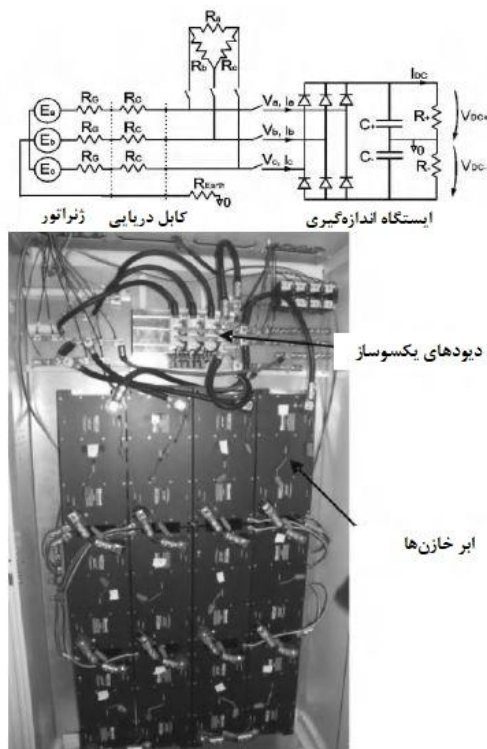 Ra
Rb Rc
Ea RG RC Va, Ia IDC
Eb RG RC Vb, Ib C+ R+ VDC+
Ec RG RC Vc, Ic C- 0 R- VDC-
REarth 0
ژنراتور کابل دریایی ایستگاه اندازه‌گیری
دیودهای یکسوساز
ابر خازن‌ها